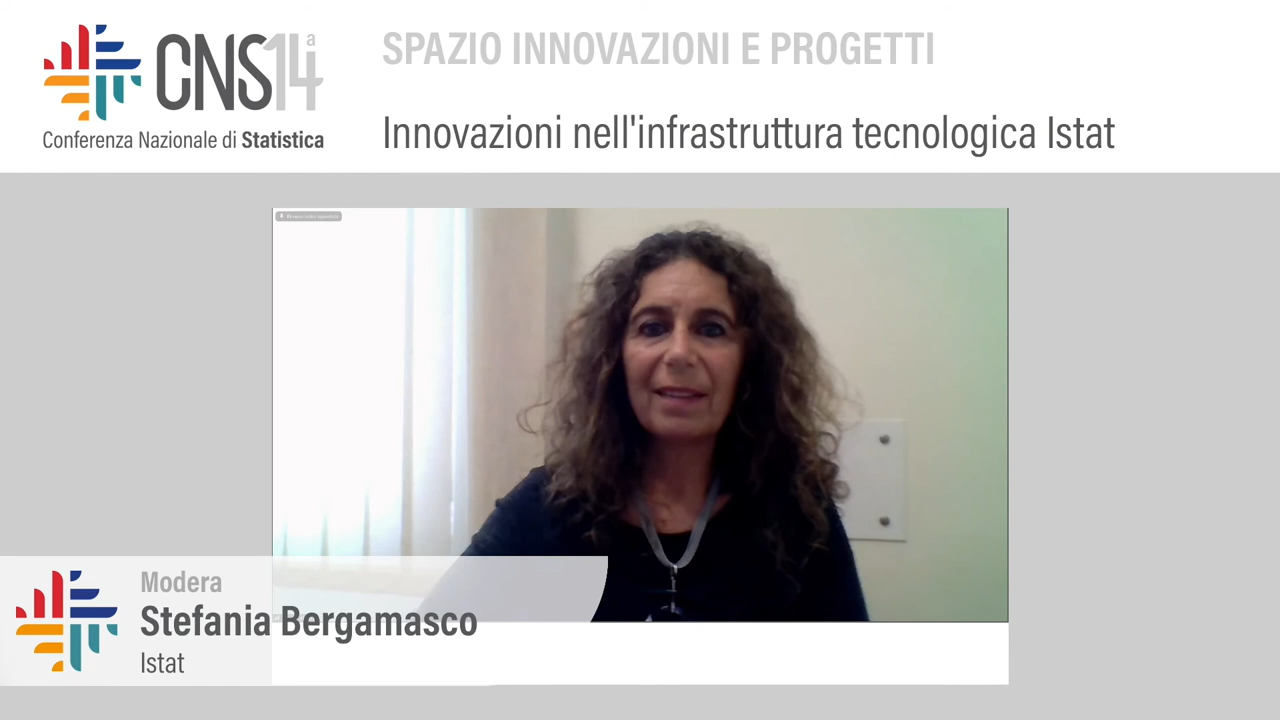 CNS14ª
Conferenza Nazionale di Statistica
SPAZIO INNOVAZIONI E PROGETTI
Innovazioni nell'infrastruttura tecnologica Istat
Modera
Stefania Bergamasco
Istat